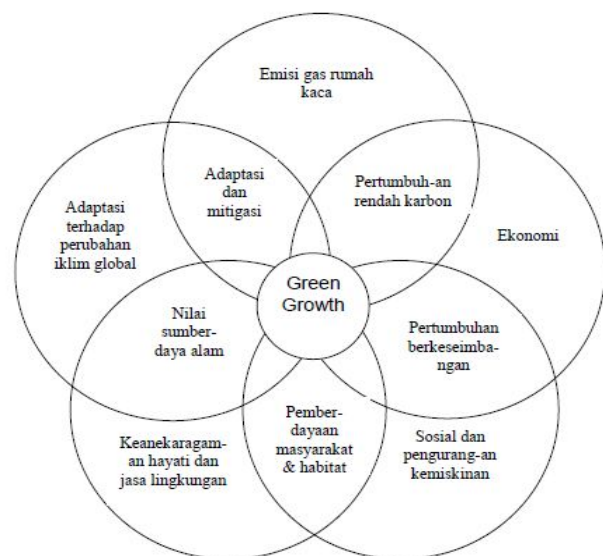 Emisi gas rumah
kaca
Adaptasi
dan
mitigasi
Pertumbuh-an
rendah karbon
Adaptasi
terhadap
perubahan
iklim global
Ekonomi
Green
Growth
Nilai
sumber-
daya alam
Pertumbuhan
berkeseimba-
ngan
Keanekaragam-
an hayati dan
jasa lingkungan
Pember-
dayaan
masyarakat
& habitat
Sosial dan
pengurang-an
kemiskinan